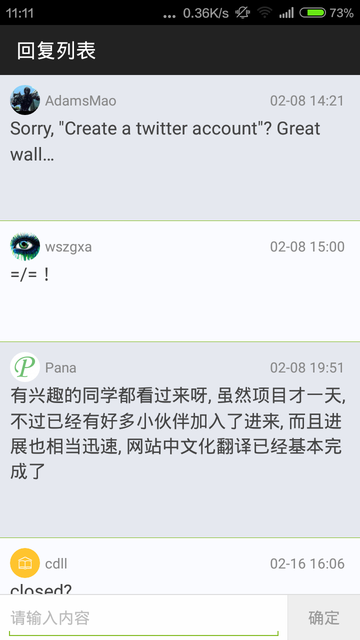 11:11
... 0.36K/s
73%
回复列表
AdamsMao
02-08 14:21
Sorry, "Create a twitter account"? Great
wall…
wszgxa
02-08 15:00
=/= ！
Pana
02-08 19:51
有兴趣的同学都看过来呀, 虽然项目才一天,
不过已经有好多小伙伴加入了进来, 而且进
展也相当迅速, 网站中文化翻译已经基本完
成了
cdll
02-16 16:06
closed?
请输入内容
确定